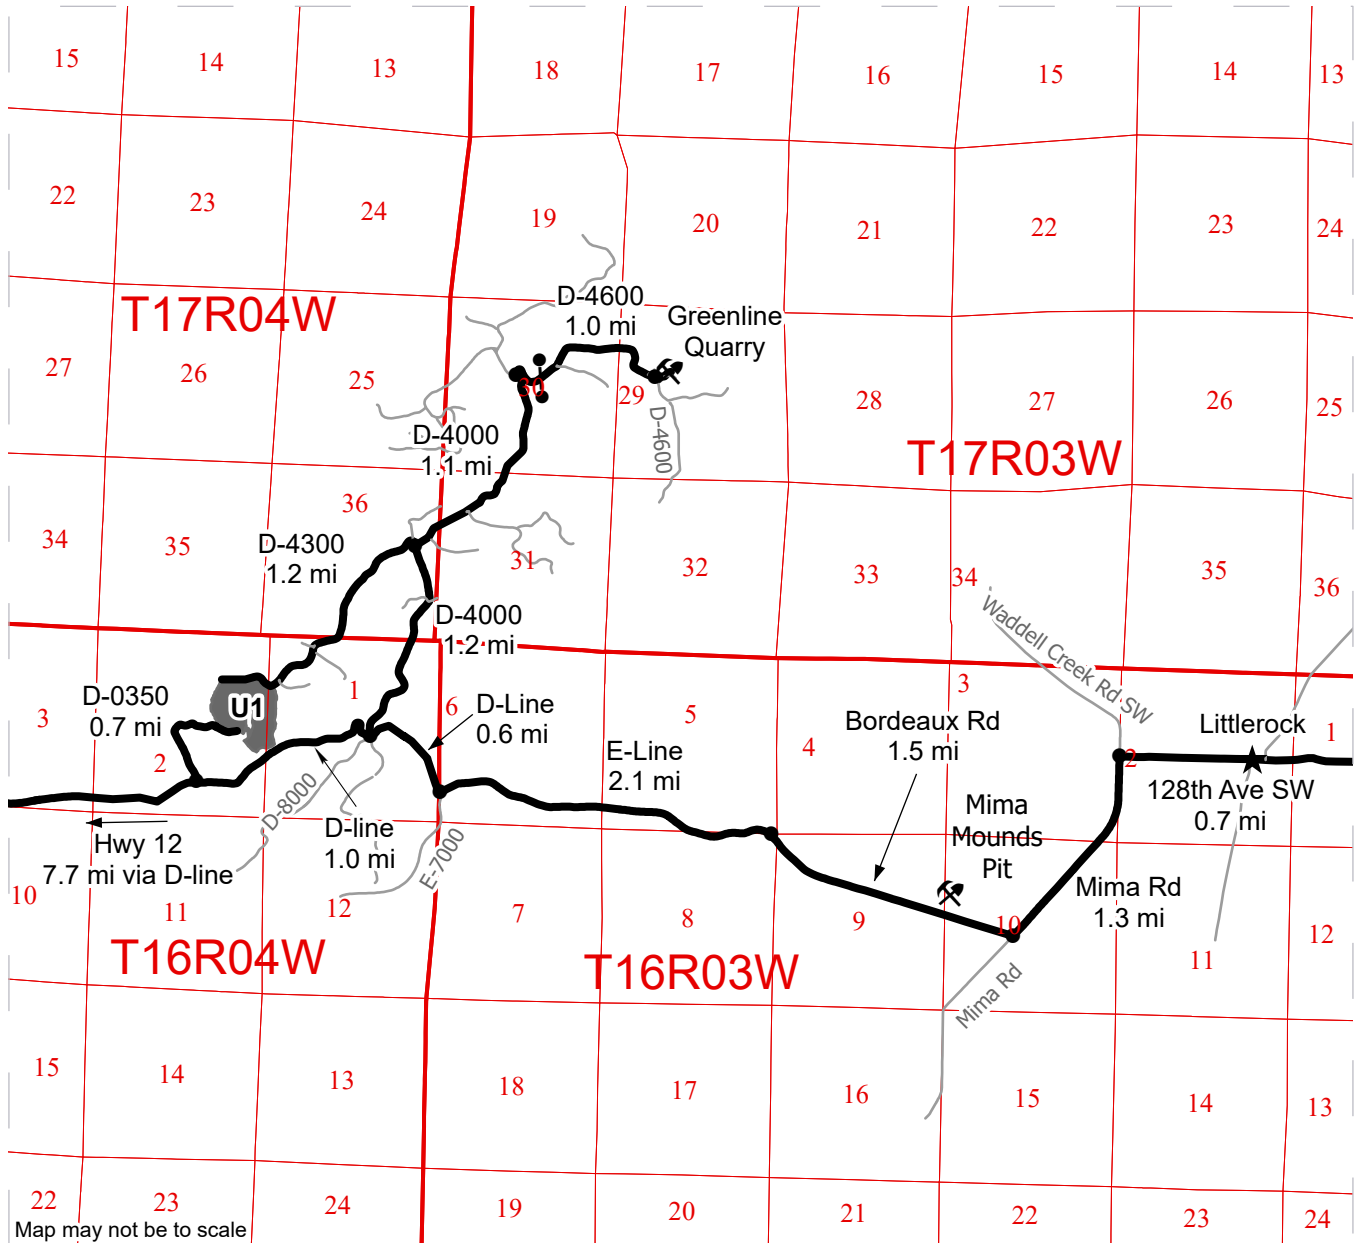 15
14
13
18
17
16
15
14
13
22
23
24
19
20
21
22
23
24
T17R04W
D-4600
1.0 mi
Greenline
Quarry
27
26
25
30
29
28
27
26
25
D-4600
D-4000
1.1 mi
T17R03W
36
34
35
D-4300
1.2 mi
31
32
33
34
35
36
D-4000
1.2 mi
Waddell Creek Rd SW
D-0350
0.7 mi
U1
3
2
1
6
D-Line
0.6 mi
5
4
3
2
1
Bordeaux Rd
1.5 mi
Littlerock
E-Line
2.1 mi
128th Ave SW
0.7 mi
Hwy 12
7.7 mi via D-line
D-8000
D-line
1.0 mi
E-7000
Mima
Mounds
Pit
Mima Rd
1.3 mi
10
11
12
7
8
9
10
11
12
T16R04W
T16R03W
Mima Rd
15
14
13
18
17
16
15
14
13
22
23
24
19
20
21
22
23
24
Map may not be to scale